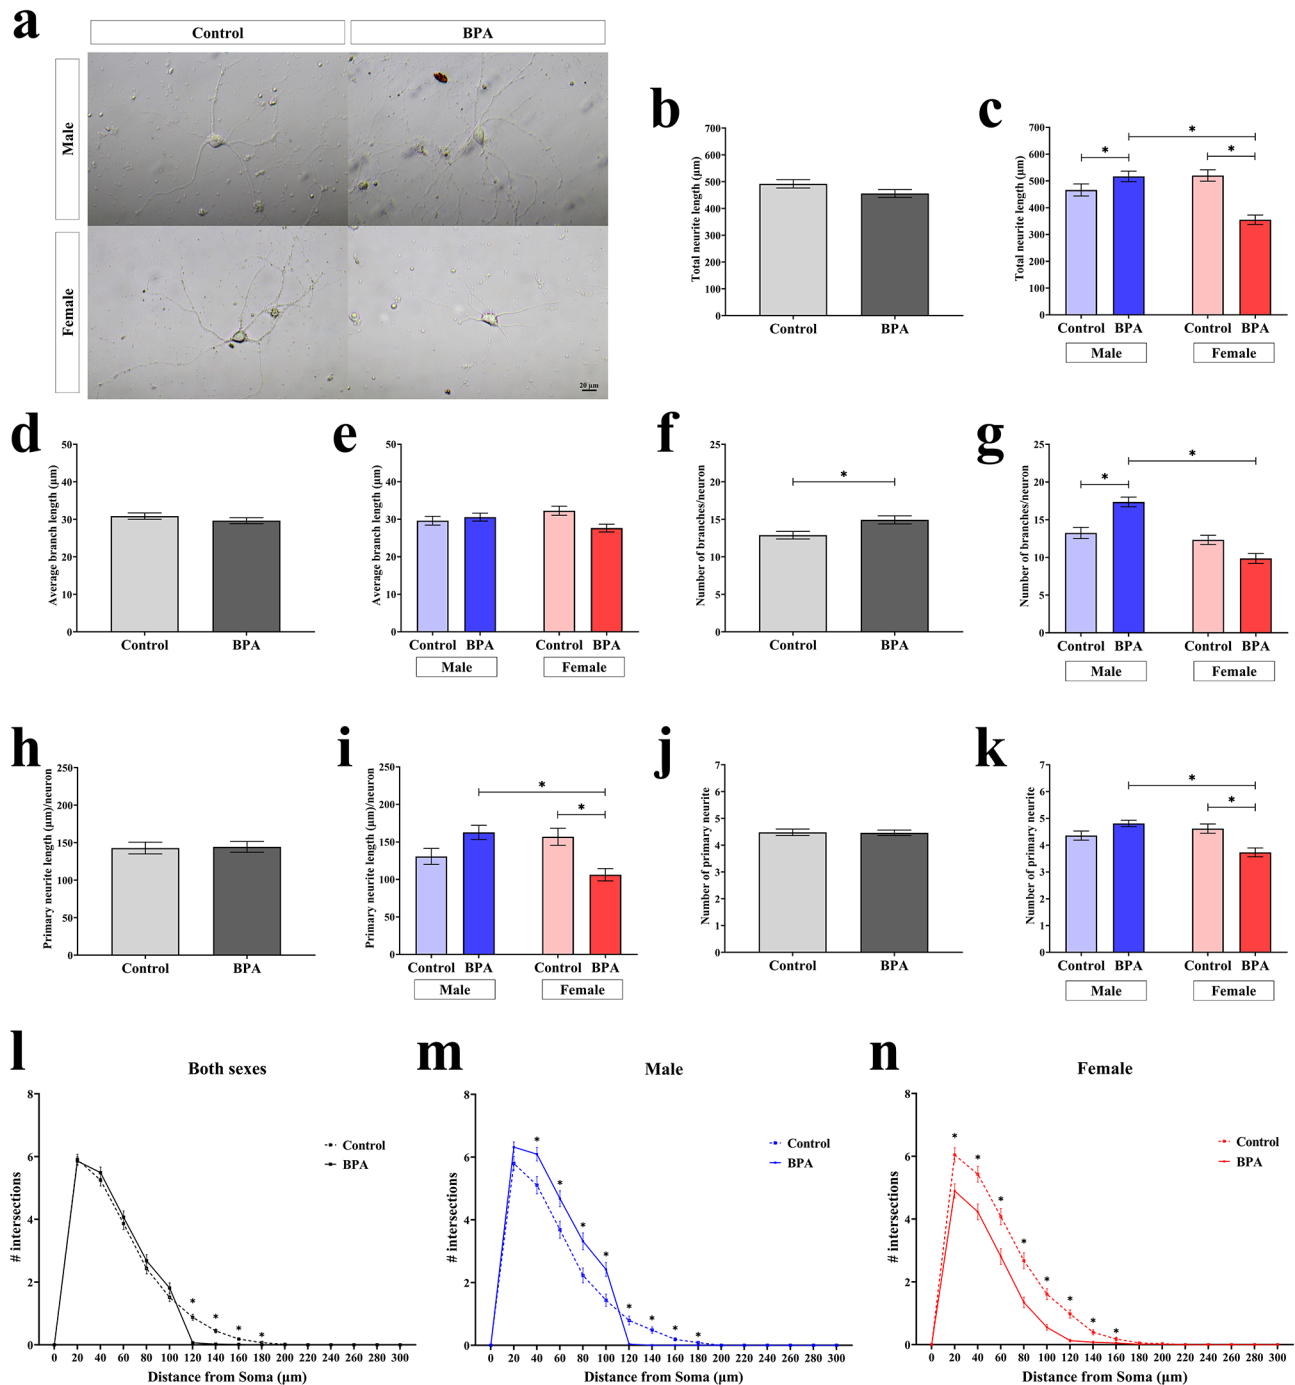 a
Control
BPA
Male
Female
20 μm
b
Total neurite length (μm)
700
600
500
400
300
200
100
0
Control
BPA
c
Total neurite length (μm)
700
600
500
400
300
200
100
0
*
*
*
Control BPA Control BPA
Male Female
d
Average branch length (μm)
50
40
30
20
10
0
Control
BPA
e
Average branch length (μm)
50
40
30
20
10
0
Control BPA Control BPA
Male Female
f
Number of branches/neuron
25
20
15
10
5
0
*
Control
BPA
g
Number of branches/neuron
25
20
15
10
5
0
*
*
Control BPA Control BPA
Male Female
h
Primary neurite length (μm)/neuron
250
200
150
100
50
0
Control
BPA
i
Primary neurite length (μm)/neuron
250
200
150
100
50
0
*
*
Control BPA Control BPA
Male Female
j
Number of primary neurite
7
6
5
4
3
2
1
0
Control
BPA
k
Number of primary neurite
7
6
5
4
3
2
1
0
*
*
Control BPA Control BPA
Male Female
l
Both sexes
# intersections
8
6
4
2
0
Control
BPA
* * * *
0 20 40 60 80 100 120 140 160 180 200 220 240 260 280 300
Distance from Soma (μm)
m
Male
# intersections
8
6
4
2
0
Control
BPA
* * * * * * * *
0 20 40 60 80 100 120 140 160 180 200 220 240 260 280 300
Distance from Soma (μm)
n
Female
# intersections
8
6
4
2
0
Control
BPA
* * * * * * * *
0 20 40 60 80 100 120 140 160 180 200 220 240 260 280 300
Distance from Soma (μm)